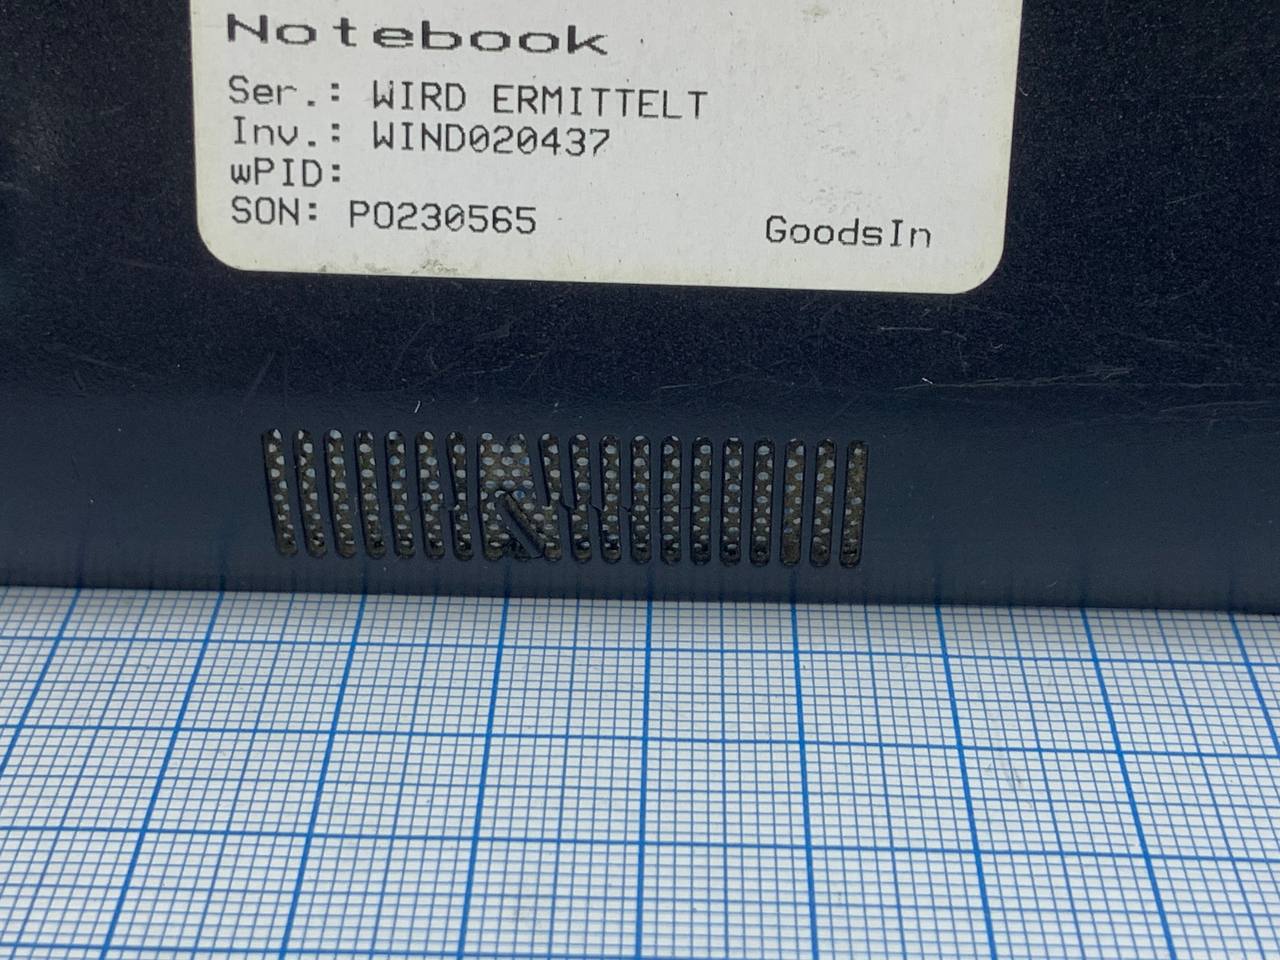 Notebook
Ser.: WIRD ERMITTELT
Inv.: WIND020437
wPID:
SON: PO230565
GoodsIn